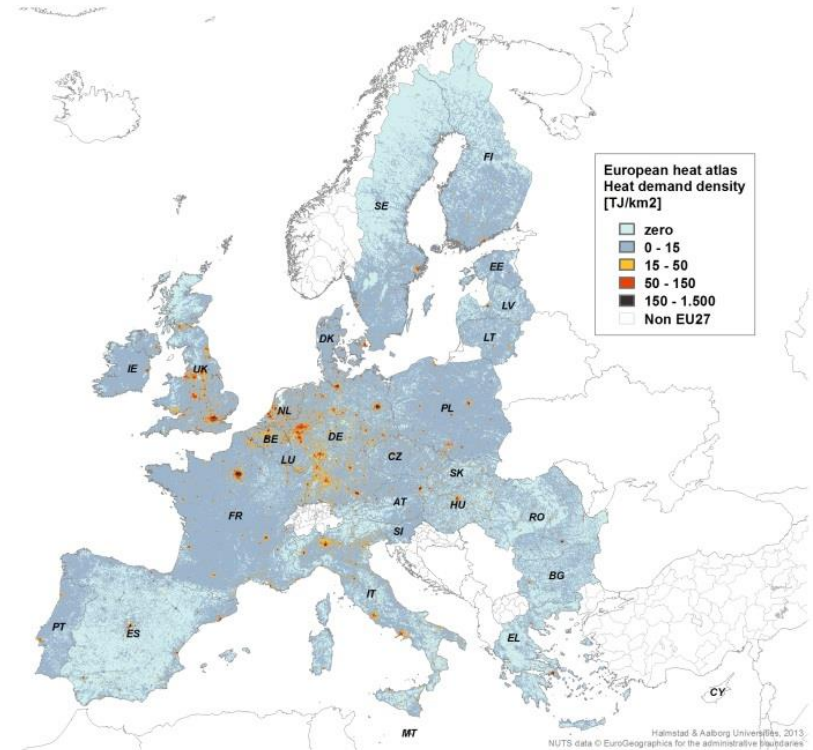 FI
SE
European heat atlas
Heat demand density
[TJ/km2]
zero
0 - 15
15 - 50
50 - 150
150 - 1.500
Non EU27
EE
LV
LT
DK
IE
UK
NL
PL
BE
DE
LU
CZ
SK
AT
HU
FR
SI
RO
BG
IT
PT
ES
EL
CY
MT
Halmstad & Aalborg Universities, 2013
NUTS data © EuroGeographics for the administrative boundaries